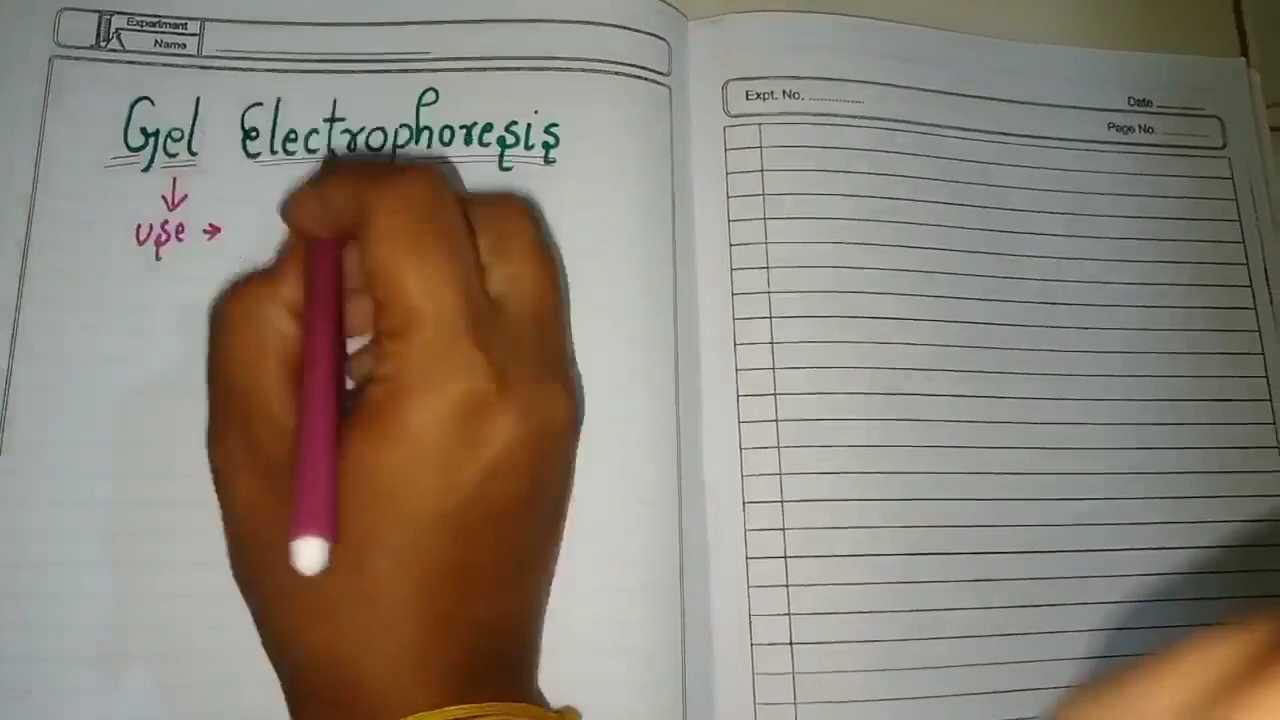 Experiment
Name
Gel Electrophoresis
↓
use →
Expt. No. ..............
Date
Page No.